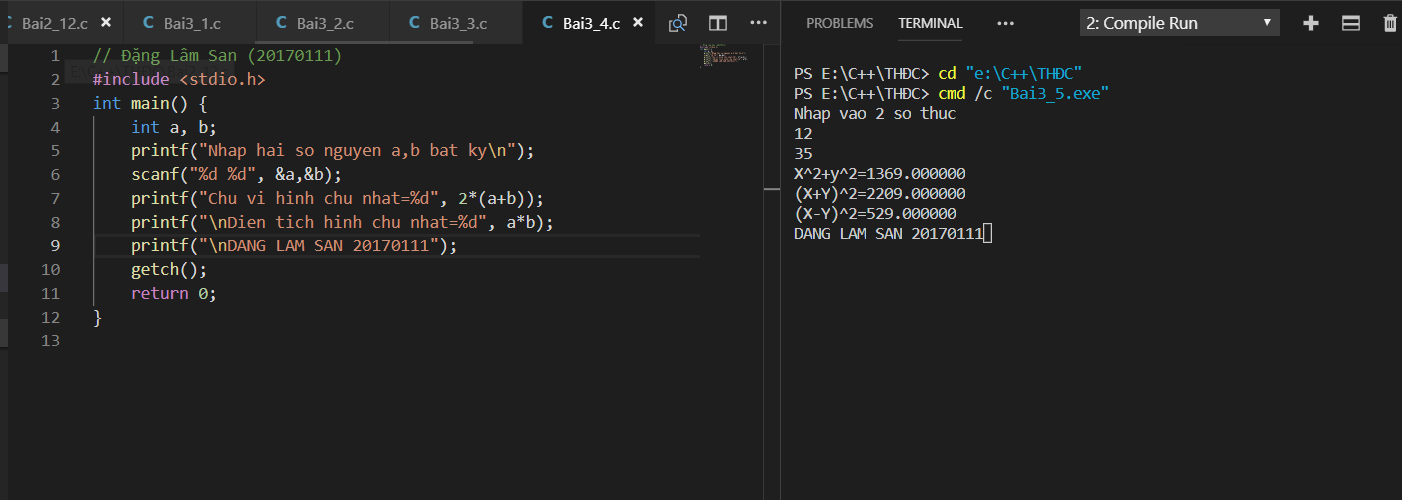 Bai2_12.c × C Bai3_1.c C Bai3_2.c C Bai3_3.c C Bai3_4.c × ···
1 // Đặng Lâm San (20170111)
2 #include <stdio.h>
3 int main() {
4 int a, b;
5 printf("Nhap hai so nguyen a,b bat ky\n");
6 scanf("%d %d", &a,&b);
7 printf("Chu vi hinh chu nhat=%d", 2*(a+b));
8 printf("\nDien tich hinh chu nhat=%d", a*b);
9 printf("\nDANG LAM SAN 20170111");
10 getch();
11 return 0;
12 }
13
PROBLEMS TERMINAL ··· 2: Compile Run
PS E:\C++\THĐC> cd "e:\C++\THĐC"
PS E:\C++\THĐC> cmd /c "Bai3_5.exe"
Nhap vao 2 so thuc
12
35
X^2+y^2=1369.000000
(X+Y)^2=2209.000000
(X-Y)^2=529.000000
DANG LAM SAN 20170111